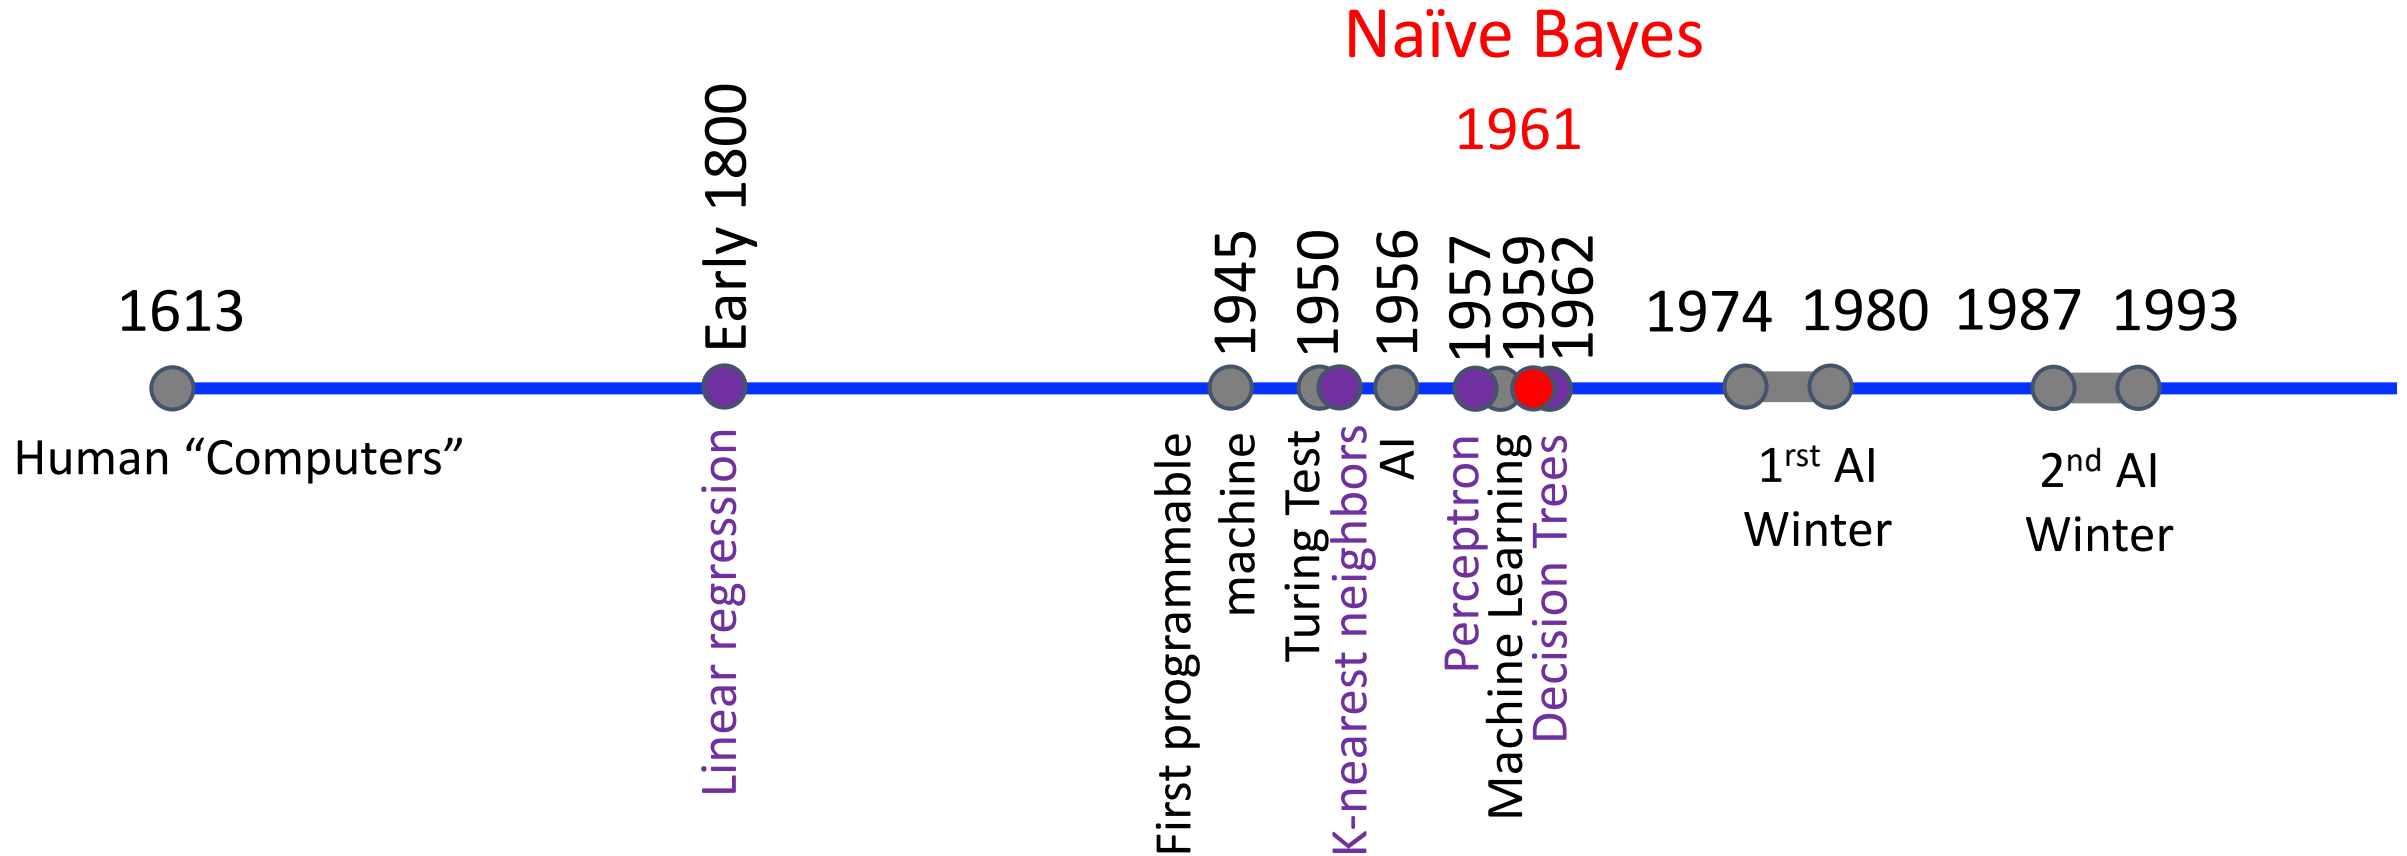 Naïve Bayes
1961
1613
Early 1800
1945
1950
1956
1957
1959
1962
1974
1980
1987
1993
Human “Computers”
Linear regression
First programmable
machine
Turing Test
K-nearest neighbors
AI
Perceptron
Machine Learning
Decision Trees
1rst AI
Winter
2nd AI
Winter